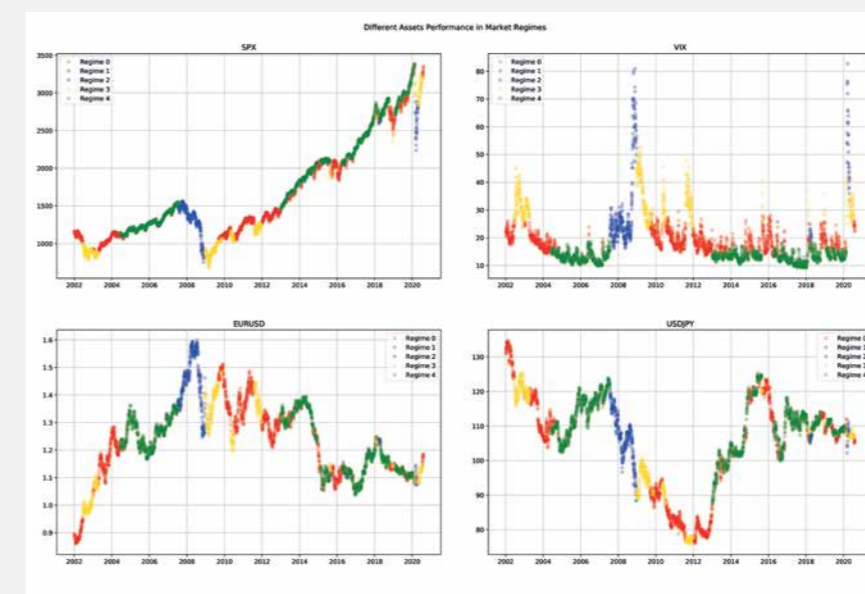 Different Assets Performance in Market Regimes
SPX
3500
3000
2500
2000
1500
1000
Regime 0
Regime 1
Regime 2
Regime 3
Regime 4
2002 2004 2006 2008 2010 2012 2014 2016 2018 2020
VIX
80
70
60
50
40
30
20
10
Regime 0
Regime 1
Regime 2
Regime 3
Regime 4
2002 2004 2006 2008 2010 2012 2014 2016 2018 2020
EURUSD
1.6
1.5
1.4
1.3
1.2
1.1
1.0
0.9
Regime 0
Regime 1
Regime 2
Regime 3
Regime 4
2002 2004 2006 2008 2010 2012 2014 2016 2018 2020
USDJPY
130
120
110
100
90
80
Regime
Regime
Regime
Regime
Regime
2002 2004 2006 2008 2010 2012 2014 2016 2018 2020